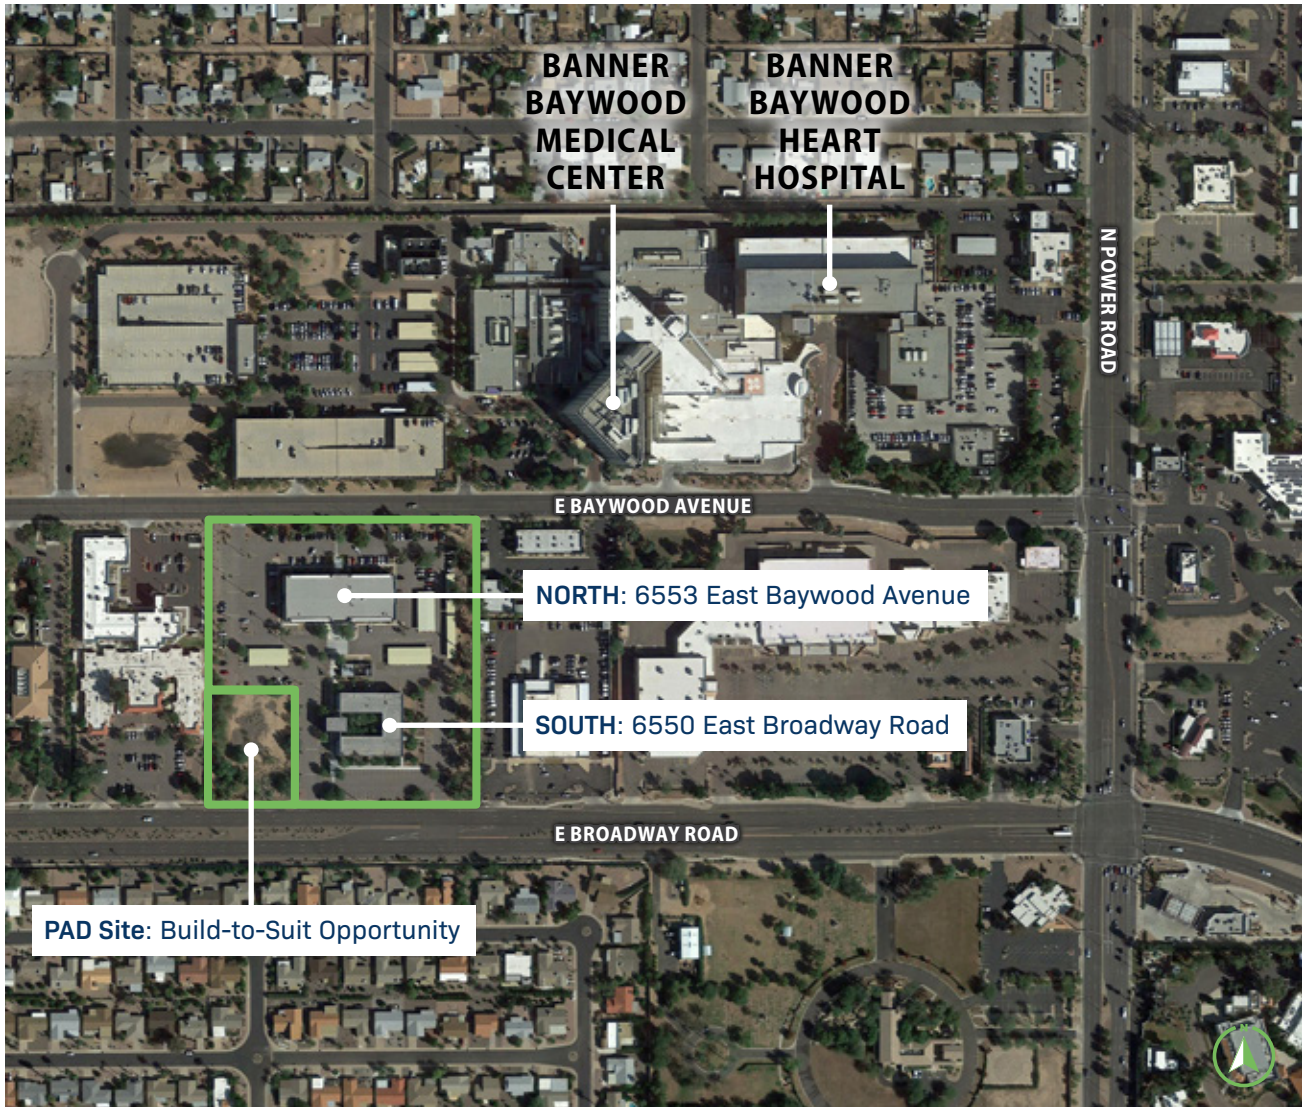 BANNER
BAYWOOD
MEDICAL
CENTER
BANNER
BAYWOOD
HEART
HOSPITAL
N POWER ROAD
E BAYWOOD AVENUE
NORTH: 6553 East Baywood Avenue
SOUTH: 6550 East Broadway Road
E BROADWAY ROAD
PAD Site: Build-to-Suit Opportunity
N